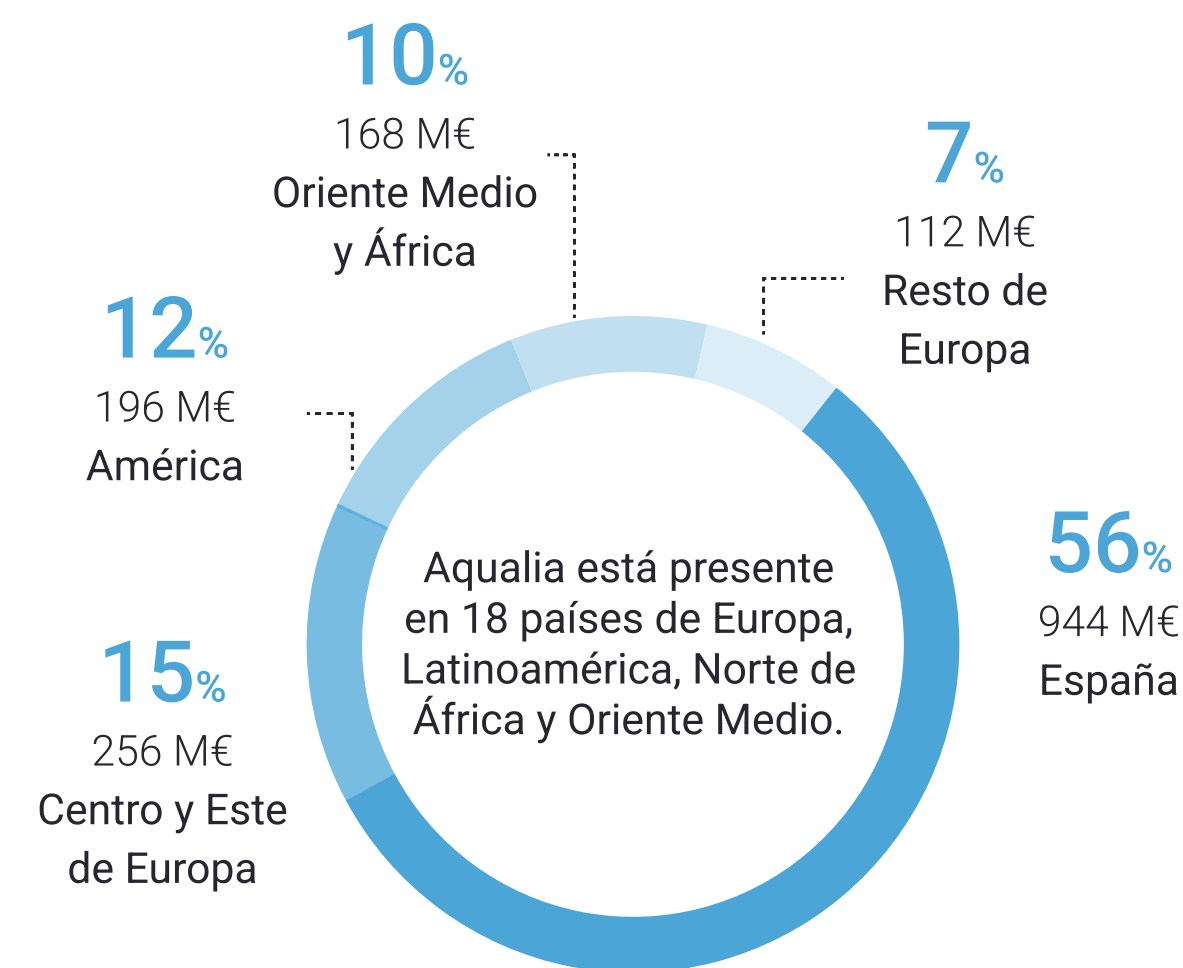 10%
168 M€
Oriente Medio
y África
7%
112 M€
Resto de
Europa
12%
196 M€
América
56%
944 M€
España
Aqualia está presente
en 18 países de Europa,
Latinoamérica, Norte de
África y Oriente Medio.
15%
256 M€
Centro y Este
de Europa